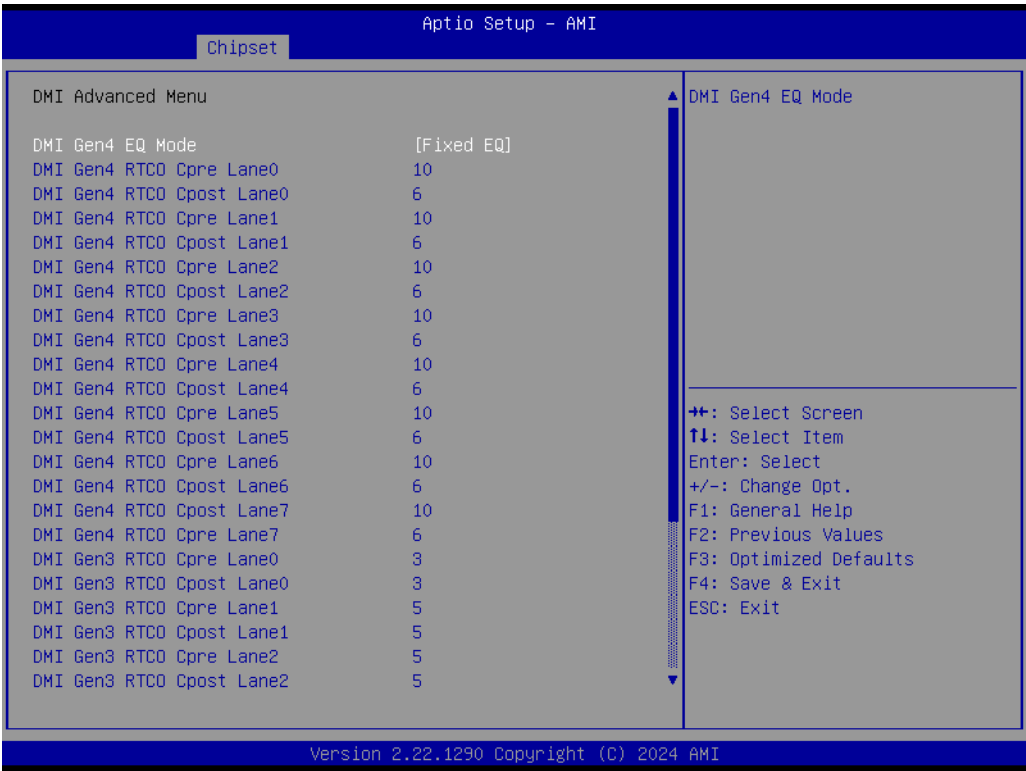 Aptio Setup – AMI
Chipset
DMI Advanced Menu
DMI Gen4 EQ Mode [Fixed EQ]
DMI Gen4 RTCO Cpre Lane0 10
DMI Gen4 RTCO Cpost Lane0 6
DMI Gen4 RTCO Cpre Lane1 10
DMI Gen4 RTCO Cpost Lane1 6
DMI Gen4 RTCO Cpre Lane2 10
DMI Gen4 RTCO Cpost Lane2 6
DMI Gen4 RTCO Cpre Lane3 10
DMI Gen4 RTCO Cpost Lane3 6
DMI Gen4 RTCO Cpre Lane4 10
DMI Gen4 RTCO Cpost Lane4 6
DMI Gen4 RTCO Cpre Lane5 10
DMI Gen4 RTCO Cpost Lane5 6
DMI Gen4 RTCO Cpre Lane6 10
DMI Gen4 RTCO Cpost Lane6 6
DMI Gen4 RTCO Cpost Lane7 10
DMI Gen4 RTCO Cpre Lane7 6
DMI Gen3 RTCO Cpre Lane0 3
DMI Gen3 RTCO Cpost Lane0 3
DMI Gen3 RTCO Cpre Lane1 5
DMI Gen3 RTCO Cpost Lane1 5
DMI Gen3 RTCO Cpre Lane2 5
DMI Gen3 RTCO Cpost Lane2 5
DMI Gen4 EQ Mode
→←: Select Screen
↑↓: Select Item
Enter: Select
+/-: Change Opt.
F1: General Help
F2: Previous Values
F3: Optimized Defaults
F4: Save & Exit
ESC: Exit
Version 2.22.1290 Copyright (C) 2024 AMI